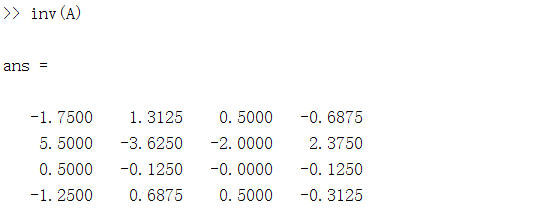 >> inv(A)
ans =
-1.7500 1.3125 0.5000 -0.6875
5.5000 -3.6250 -2.0000 2.3750
0.5000 -0.1250 -0.0000 -0.1250
-1.2500 0.6875 0.5000 -0.3125